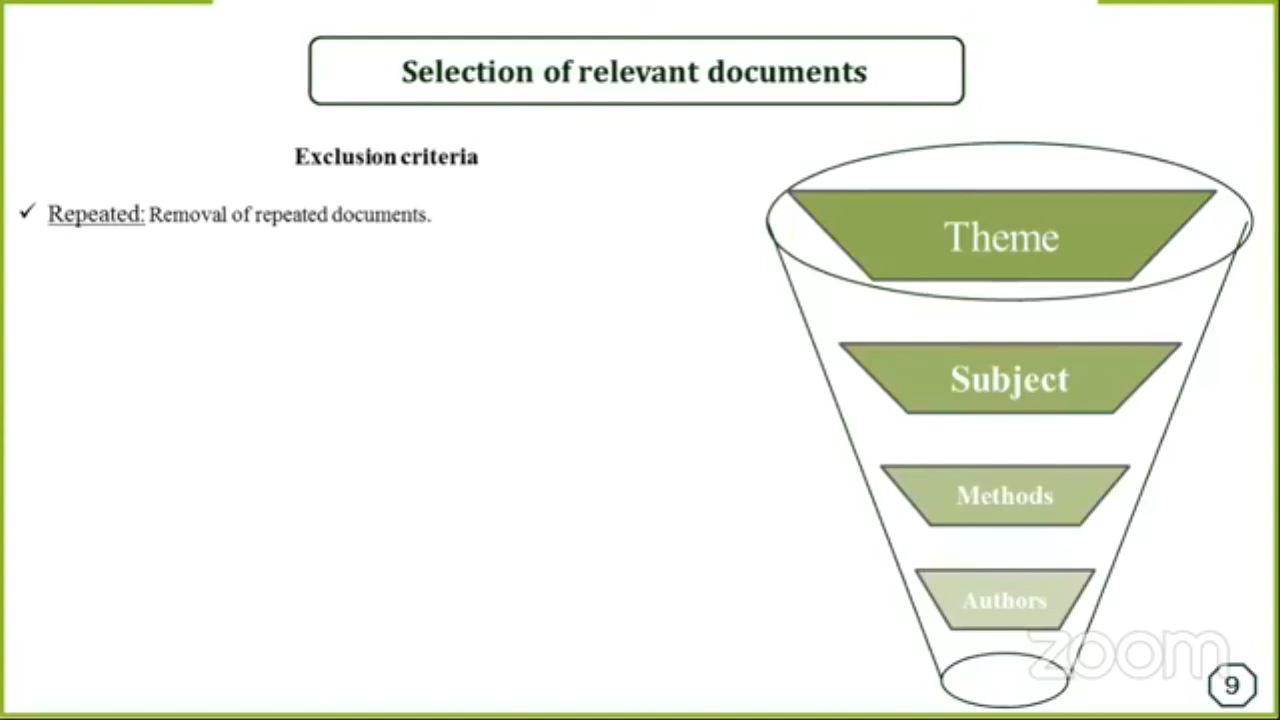 Selection of relevant documents
Exclusion criteria
✓ Repeated: Removal of repeated documents.
Theme
Subject
Methods
Authors
zoom
9